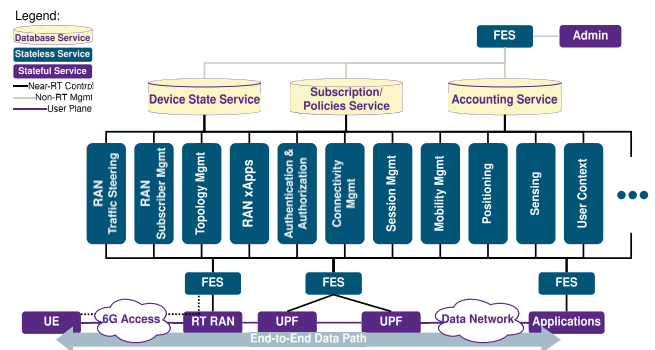 Legend:
Database Service
Stateless Service
Stateful Service
Near-RT Control
Non-RT Mgmt
User Plane
FES
Admin
Device State Service
Subscription/
Policies Service
Accounting Service
RAN
Traffic Steering
RAN
Subscriber Mgmt
Topology Mgmt
RAN xApps
Authentication &
Authorization
Connectivity
Mgmt
Session Mgmt
Mobility Mgmt
Positioning
Sensing
User Context
FES
FES
FES
UE
6G Access
RT RAN
UPF
UPF
Data Network
Applications
End-to-End Data Path